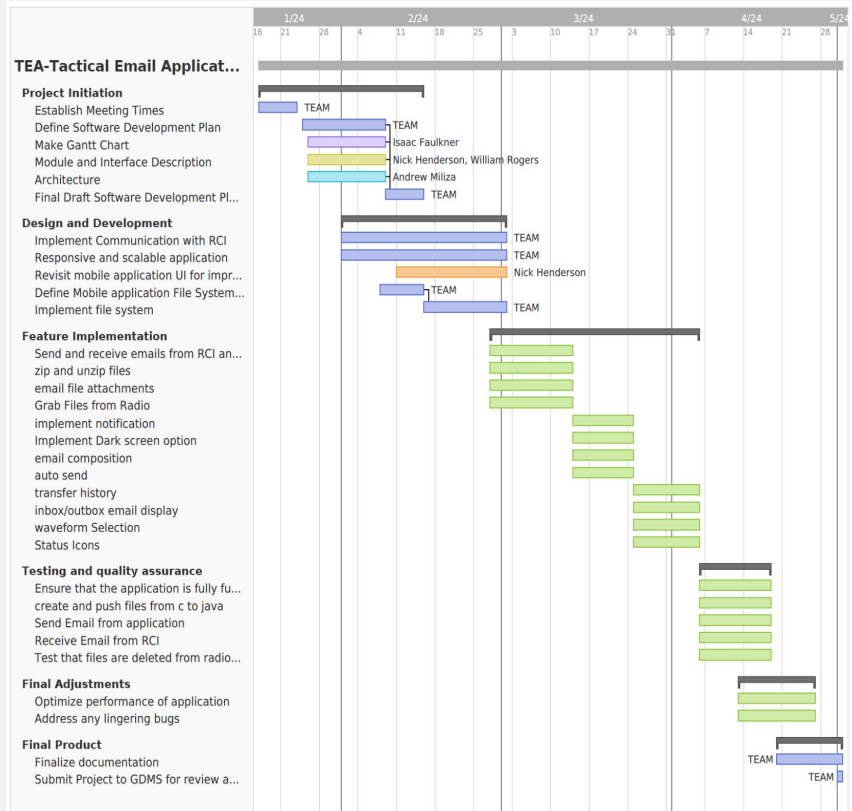 1/24 2/24 3/24 4/24 5/24
16 21 28 4 11 18 25 3 10 17 24 31 7 14 21 28
TEA-Tactical Email Applicat...
Project Initiation
Establish Meeting Times TEAM
Define Software Development Plan TEAM
Make Gantt Chart Isaac Faulkner
Module and Interface Description Nick Henderson, William Rogers
Architecture Andrew Miliza
Final Draft Software Development Pl... TEAM
Design and Development
Implement Communication with RCI TEAM
Responsive and scalable application TEAM
Revisit mobile application UI for impr... Nick Henderson
Define Mobile application File System... TEAM
Implement file system TEAM
Feature Implementation
Send and receive emails from RCI an...
zip and unzip files
email file attachments
Grab Files from Radio
implement notification
Implement Dark screen option
email composition
auto send
transfer history
inbox/outbox email display
waveform Selection
Status Icons
Testing and quality assurance
Ensure that the application is fully fu...
create and push files from c to java
Send Email from application
Receive Email from RCI
Test that files are deleted from radio...
Final Adjustments
Optimize performance of application
Address any lingering bugs
Final Product
Finalize documentation TEAM
Submit Project to GDMS for review a... TEAM